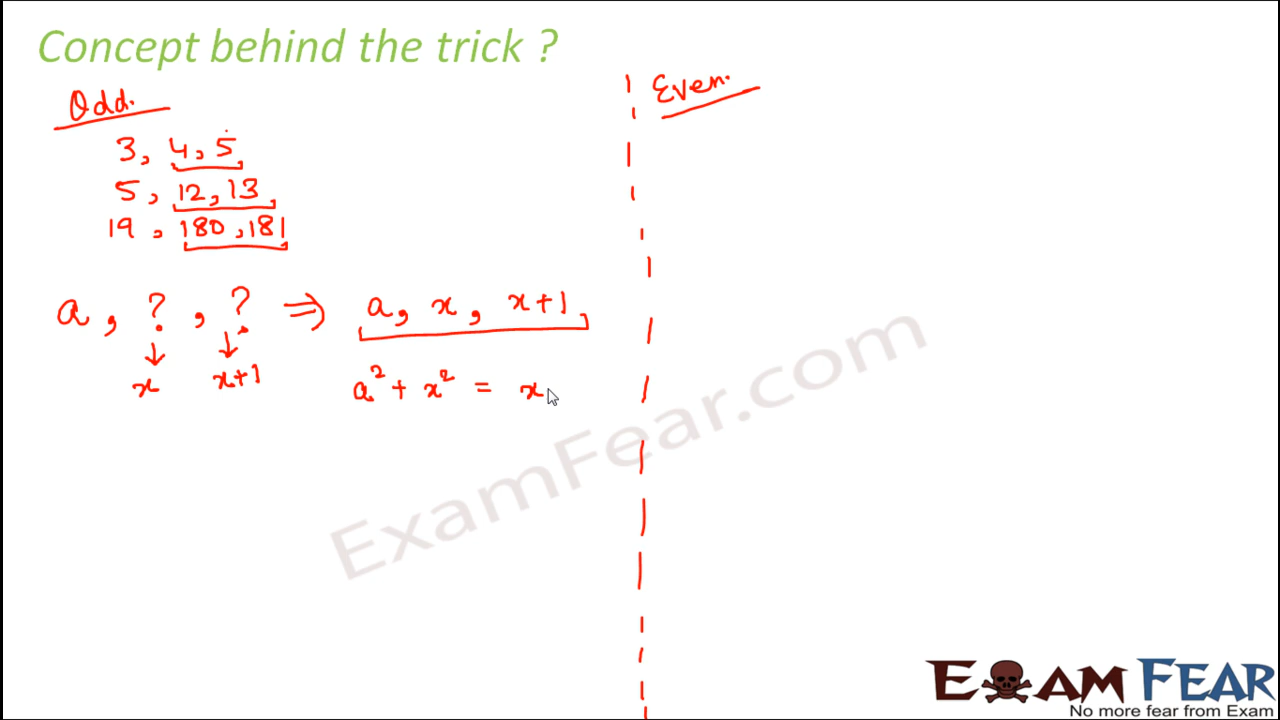 Concept behind the trick ?
Odd.
3, 4, 5
5, 12, 13,
19, 180, 181
a, ?, ? ⇒ a, x, x+1,
↓ ↓
x x+1
a² + x² = x
Even.
ExamFear.com
EXAM FEAR
No more fear from Exam